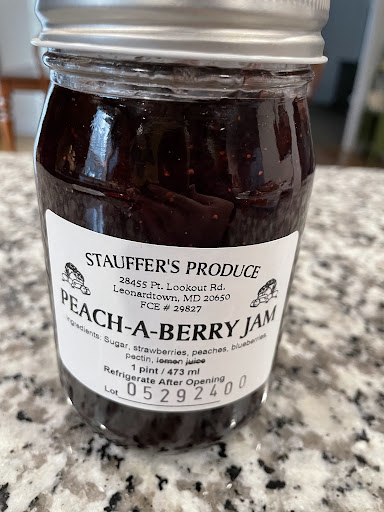 STAUFFER'S PRODUCE
28455 Pt. Lookout Rd.
Leonardtown, MD 20650
FCE # 29827
PEACH-A-BERRY JAM
Ingredients: Sugar, strawberries, peaches, blueberries,
pectin, lemon juice
1 pint / 473 ml
Refrigerate After Opening
Lot 05292400